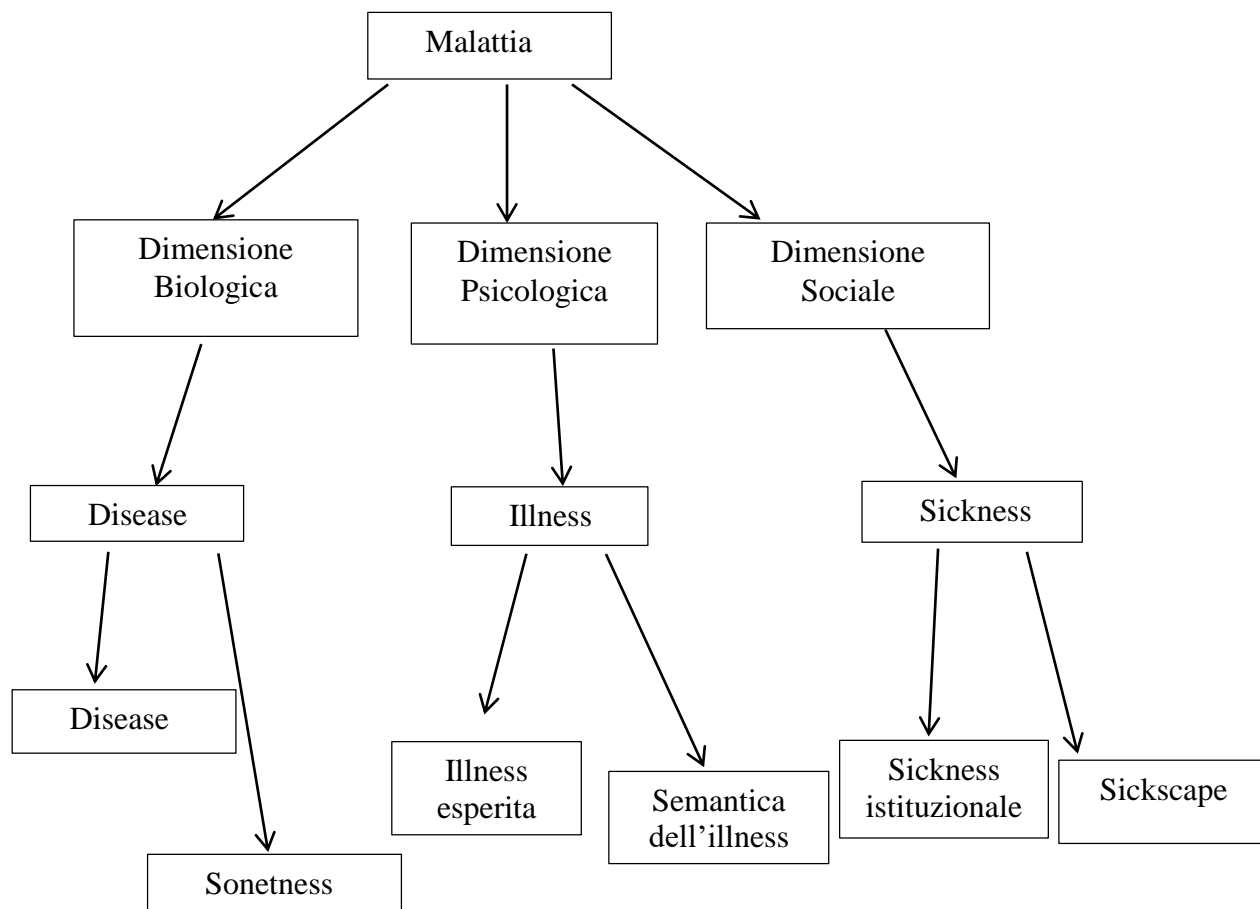 Malattia
Dimensione
Biologica
Dimensione
Psicologica
Dimensione
Sociale
Disease
Illness
Sickness
Disease
Illness
esperita
Semantica
dell’illness
Sickness
istituzionale
Sickscape
Sonetness